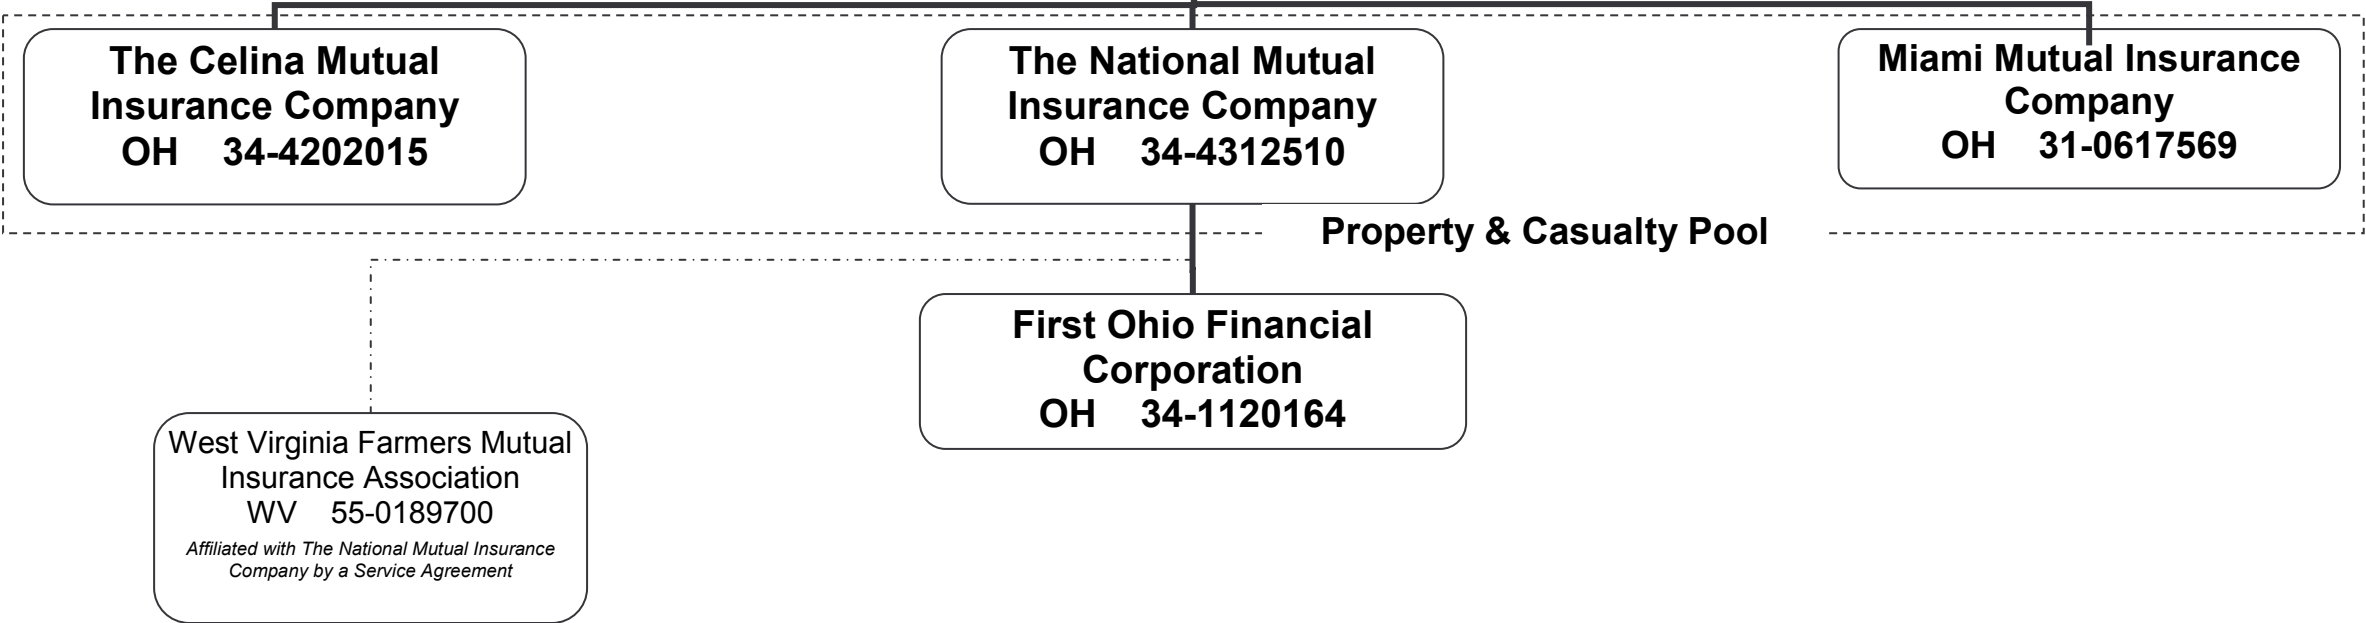 The Celina Mutual
Insurance Company
OH 34-4202015
The National Mutual
Insurance Company
OH 34-4312510
Miami Mutual Insurance
Company
OH 31-0617569
Property & Casualty Pool
First Ohio Financial
Corporation
OH 34-1120164
West Virginia Farmers Mutual
Insurance Association
WV 55-0189700
Affiliated with The National Mutual Insurance
Company by a Service Agreement